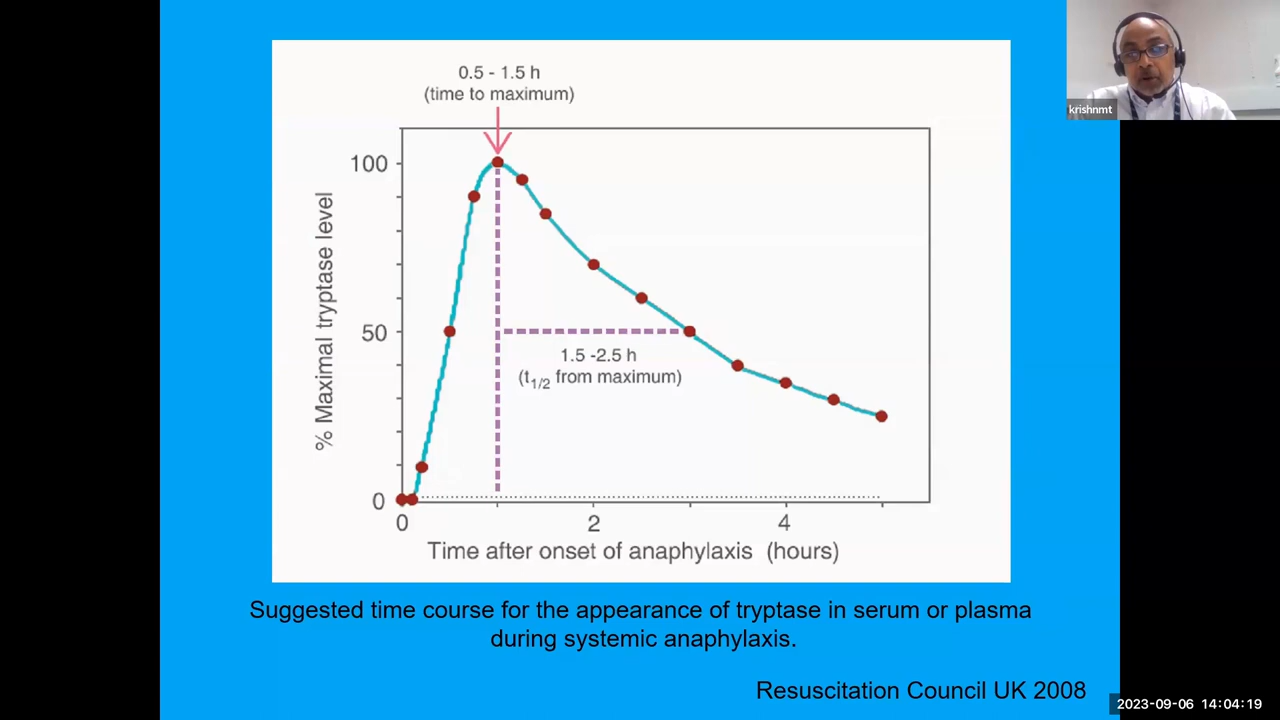 0.5 - 1.5 h
(time to maximum)
krishnmt
100
50
0
% Maximal tryptase level
1.5 -2.5 h
(t1/2 from maximum)
0
2
4
Time after onset of anaphylaxis (hours)
Suggested time course for the appearance of tryptase in serum or plasma
during systemic anaphylaxis.
Resuscitation Council UK 2008
2023-09-06 14:04:19